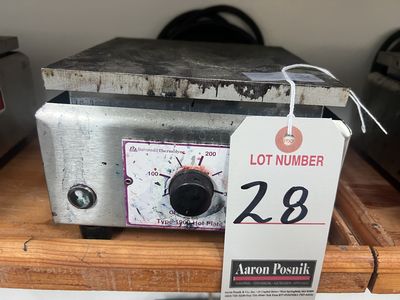 Barnstead|Thermolyne
200
100
Type 1900 Hot Plate
LOT NUMBER
28
Aaron Posnik